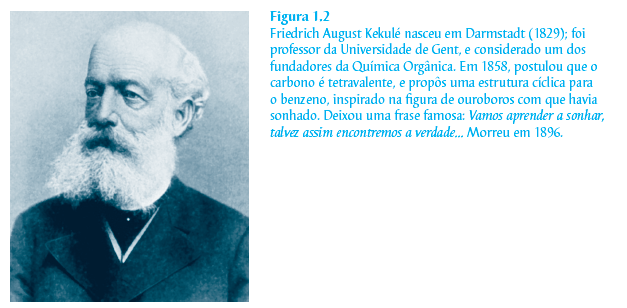 Figura 1.2
Friedrich August Kekulé nasceu em Darmstadt (1829); foi
professor da Universidade de Gent, e considerado um dos
fundadores da Química Orgânica. Em 1858, postulou que o
carbono é tetravalente, e propôs uma estrutura cíclica para
o benzeno, inspirado na figura de ouroboros com que havia
sonhado. Deixou uma frase famosa: Vamos aprender a sonhar,
talvez assim encontremos a verdade... Morreu em 1896.